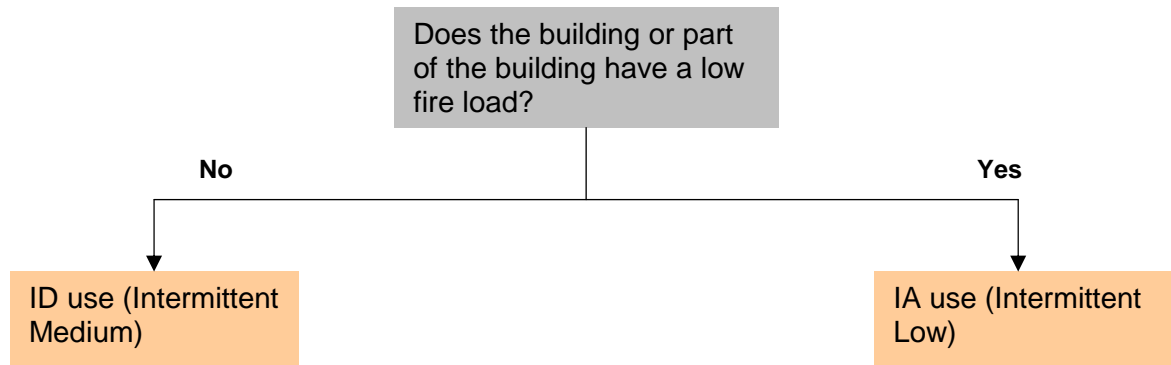 Does the building or part
of the building have a low
fire load?
No
Yes
ID use (Intermittent
Medium)
IA use (Intermittent
Low)